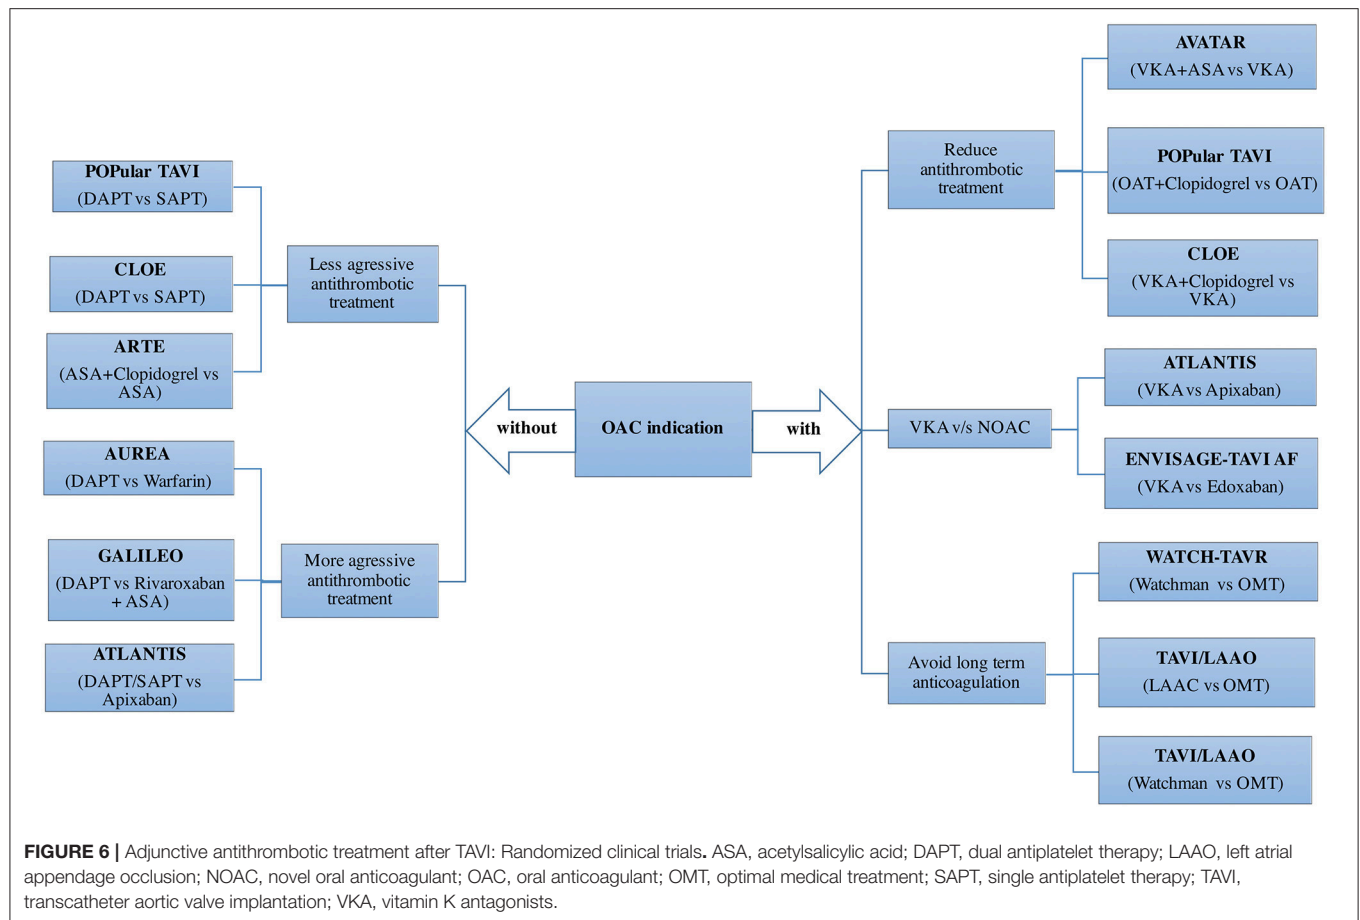 POPular TAVI
(DAPT vs SAPT)
CLOE
(DAPT vs SAPT)
ARTE
(ASA+Clopidogrel vs
ASA)
AUREA
(DAPT vs Warfarin)
GALILEO
(DAPT vs Rivaroxaban
+ ASA)
ATLANTIS
(DAPT/SAPT vs
Apixaban)
Less agressive
antithrombotic
treatment
More agressive
antithrombotic
treatment
without
OAC indication
with
Reduce
antithrombotic
treatment
VKA v/s NOAC
Avoid long term
anticoagulation
AVATAR
(VKA+ASA vs VKA)
POPular TAVI
(OAT+Clopidogrel vs OAT)
CLOE
(VKA+Clopidogrel vs
VKA)
ATLANTIS
(VKA vs Apixaban)
ENVISAGE-TAVI AF
(VKA vs Edoxaban)
WATCH-TAVR
(Watchman vs OMT)
TAVI/LAAO
(LAAC vs OMT)
TAVI/LAAO
(Watchman vs OMT)
FIGURE 6 | Adjunctive antithrombotic treatment after TAVI: Randomized clinical trials. ASA, acetylsalicylic acid; DAPT, dual antiplatelet therapy; LAAO, left atrial
appendage occlusion; NOAC, novel oral anticoagulant; OAC, oral anticoagulant; OMT, optimal medical treatment; SAPT, single antiplatelet therapy; TAVI,
transcatheter aortic valve implantation; VKA, vitamin K antagonists.